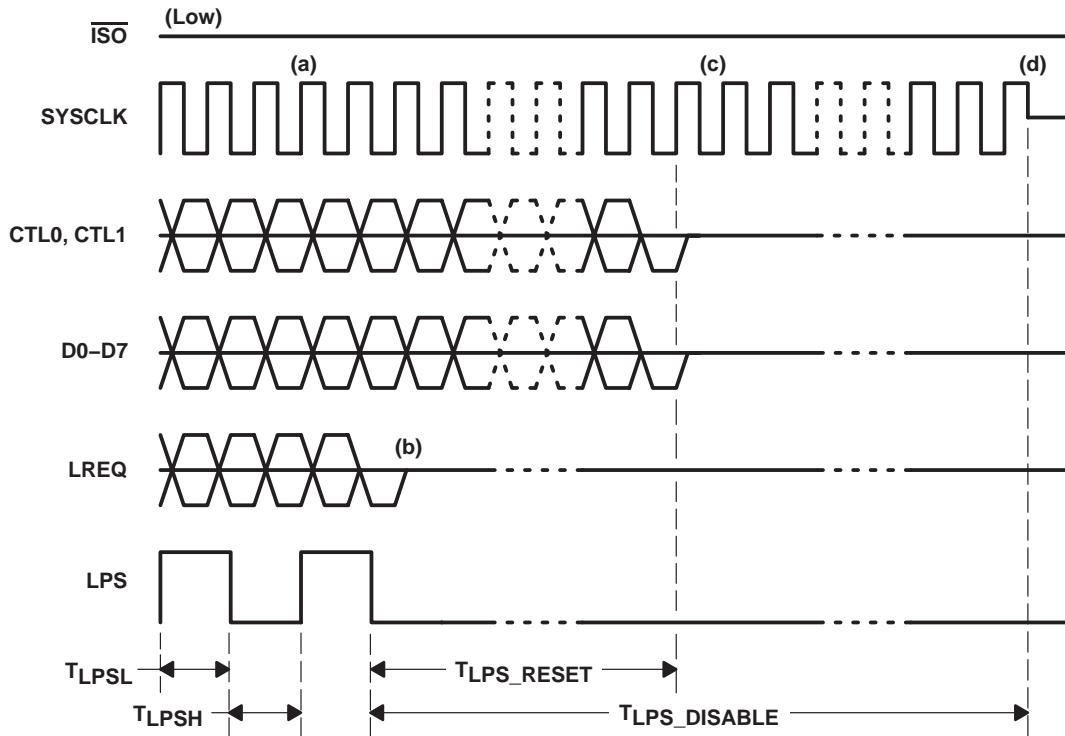 (Low)
ISO
(a) (c) (d)
SYSCLK
CTL0, CTL1
D0–D7
(b)
LREQ
LPS
TLPSL
TLPS_RESET
TLPSH
TLPS_DISABLE